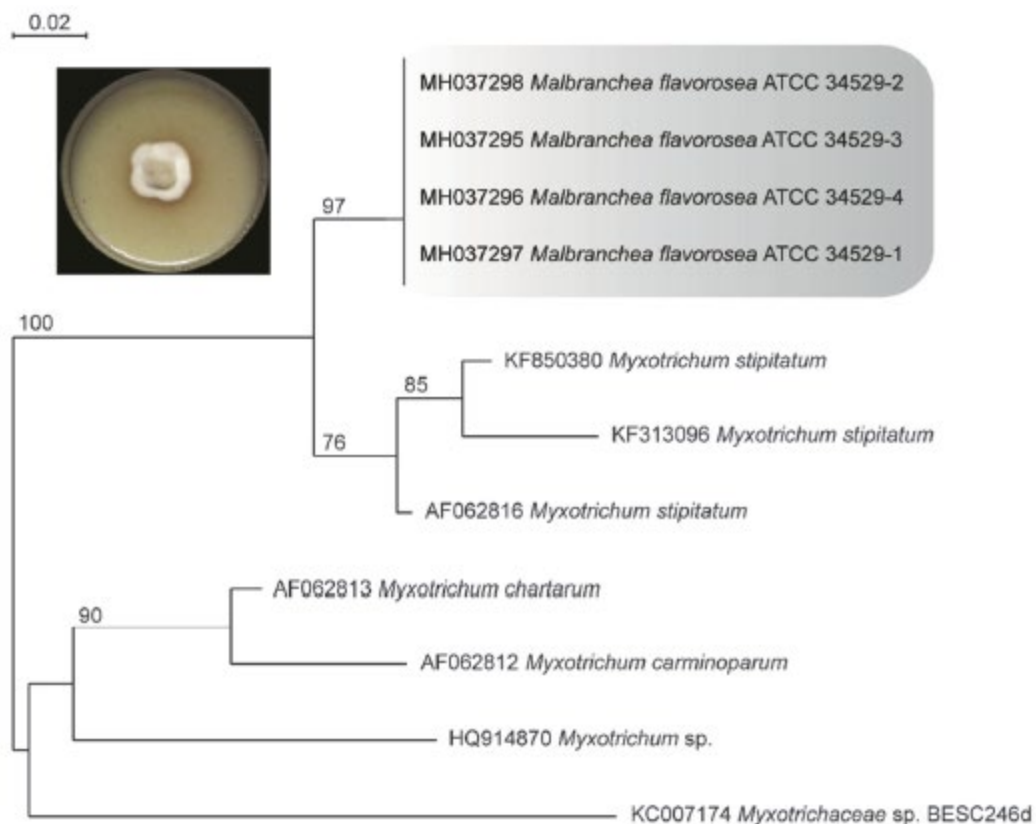 0.02
MH037298 Malbranchea flavorosea ATCC 34529-2
MH037295 Malbranchea flavorosea ATCC 34529-3
MH037296 Malbranchea flavorosea ATCC 34529-4
97
MH037297 Malbranchea flavorosea ATCC 34529-1
100
KF850380 Myxotrichum stipitatum
85
KF313096 Myxotrichum stipitatum
76
AF062816 Myxotrichum stipitatum
AF062813 Myxotrichum chartarum
90
AF062812 Myxotrichum carminoparum
HQ914870 Myxotrichum sp.
KC007174 Myxotrichaceae sp. BESC246d